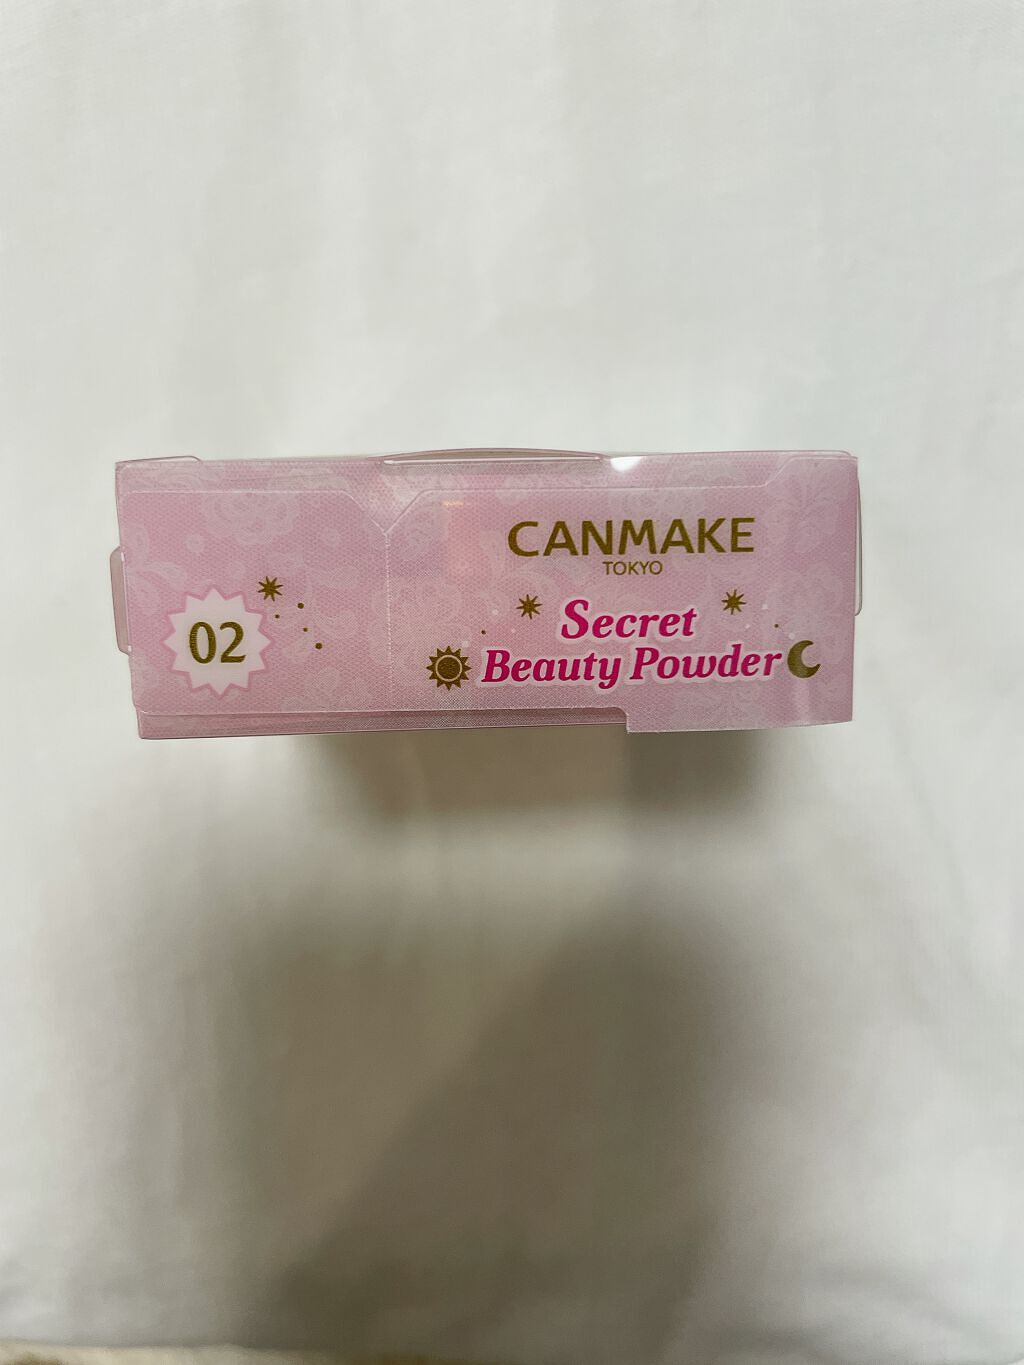 02
CANMAKE
TOKYO
Secret
Beauty Powder